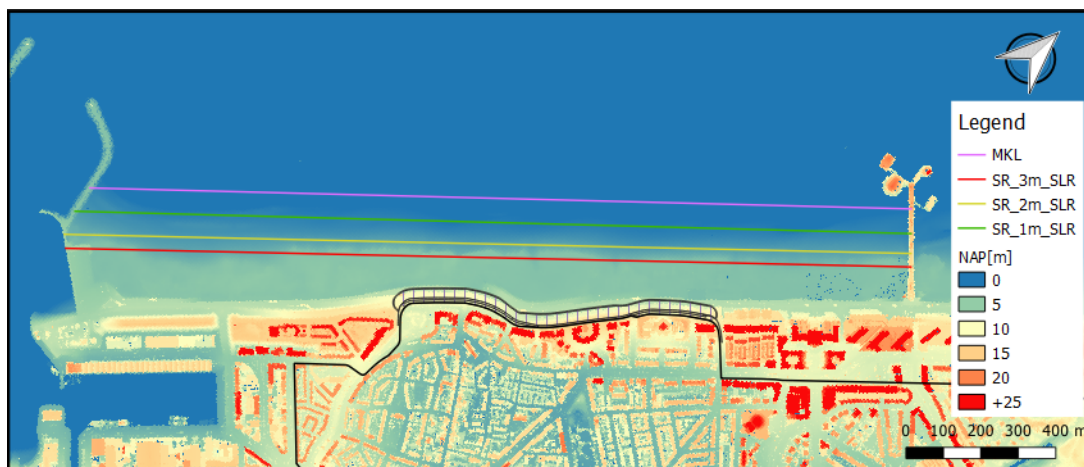 Legend
MKL
SR_3m_SLR
SR_2m_SLR
SR_1m_SLR
NAP[m]
0
5
10
15
20
+25
0 100 200 300 400 m